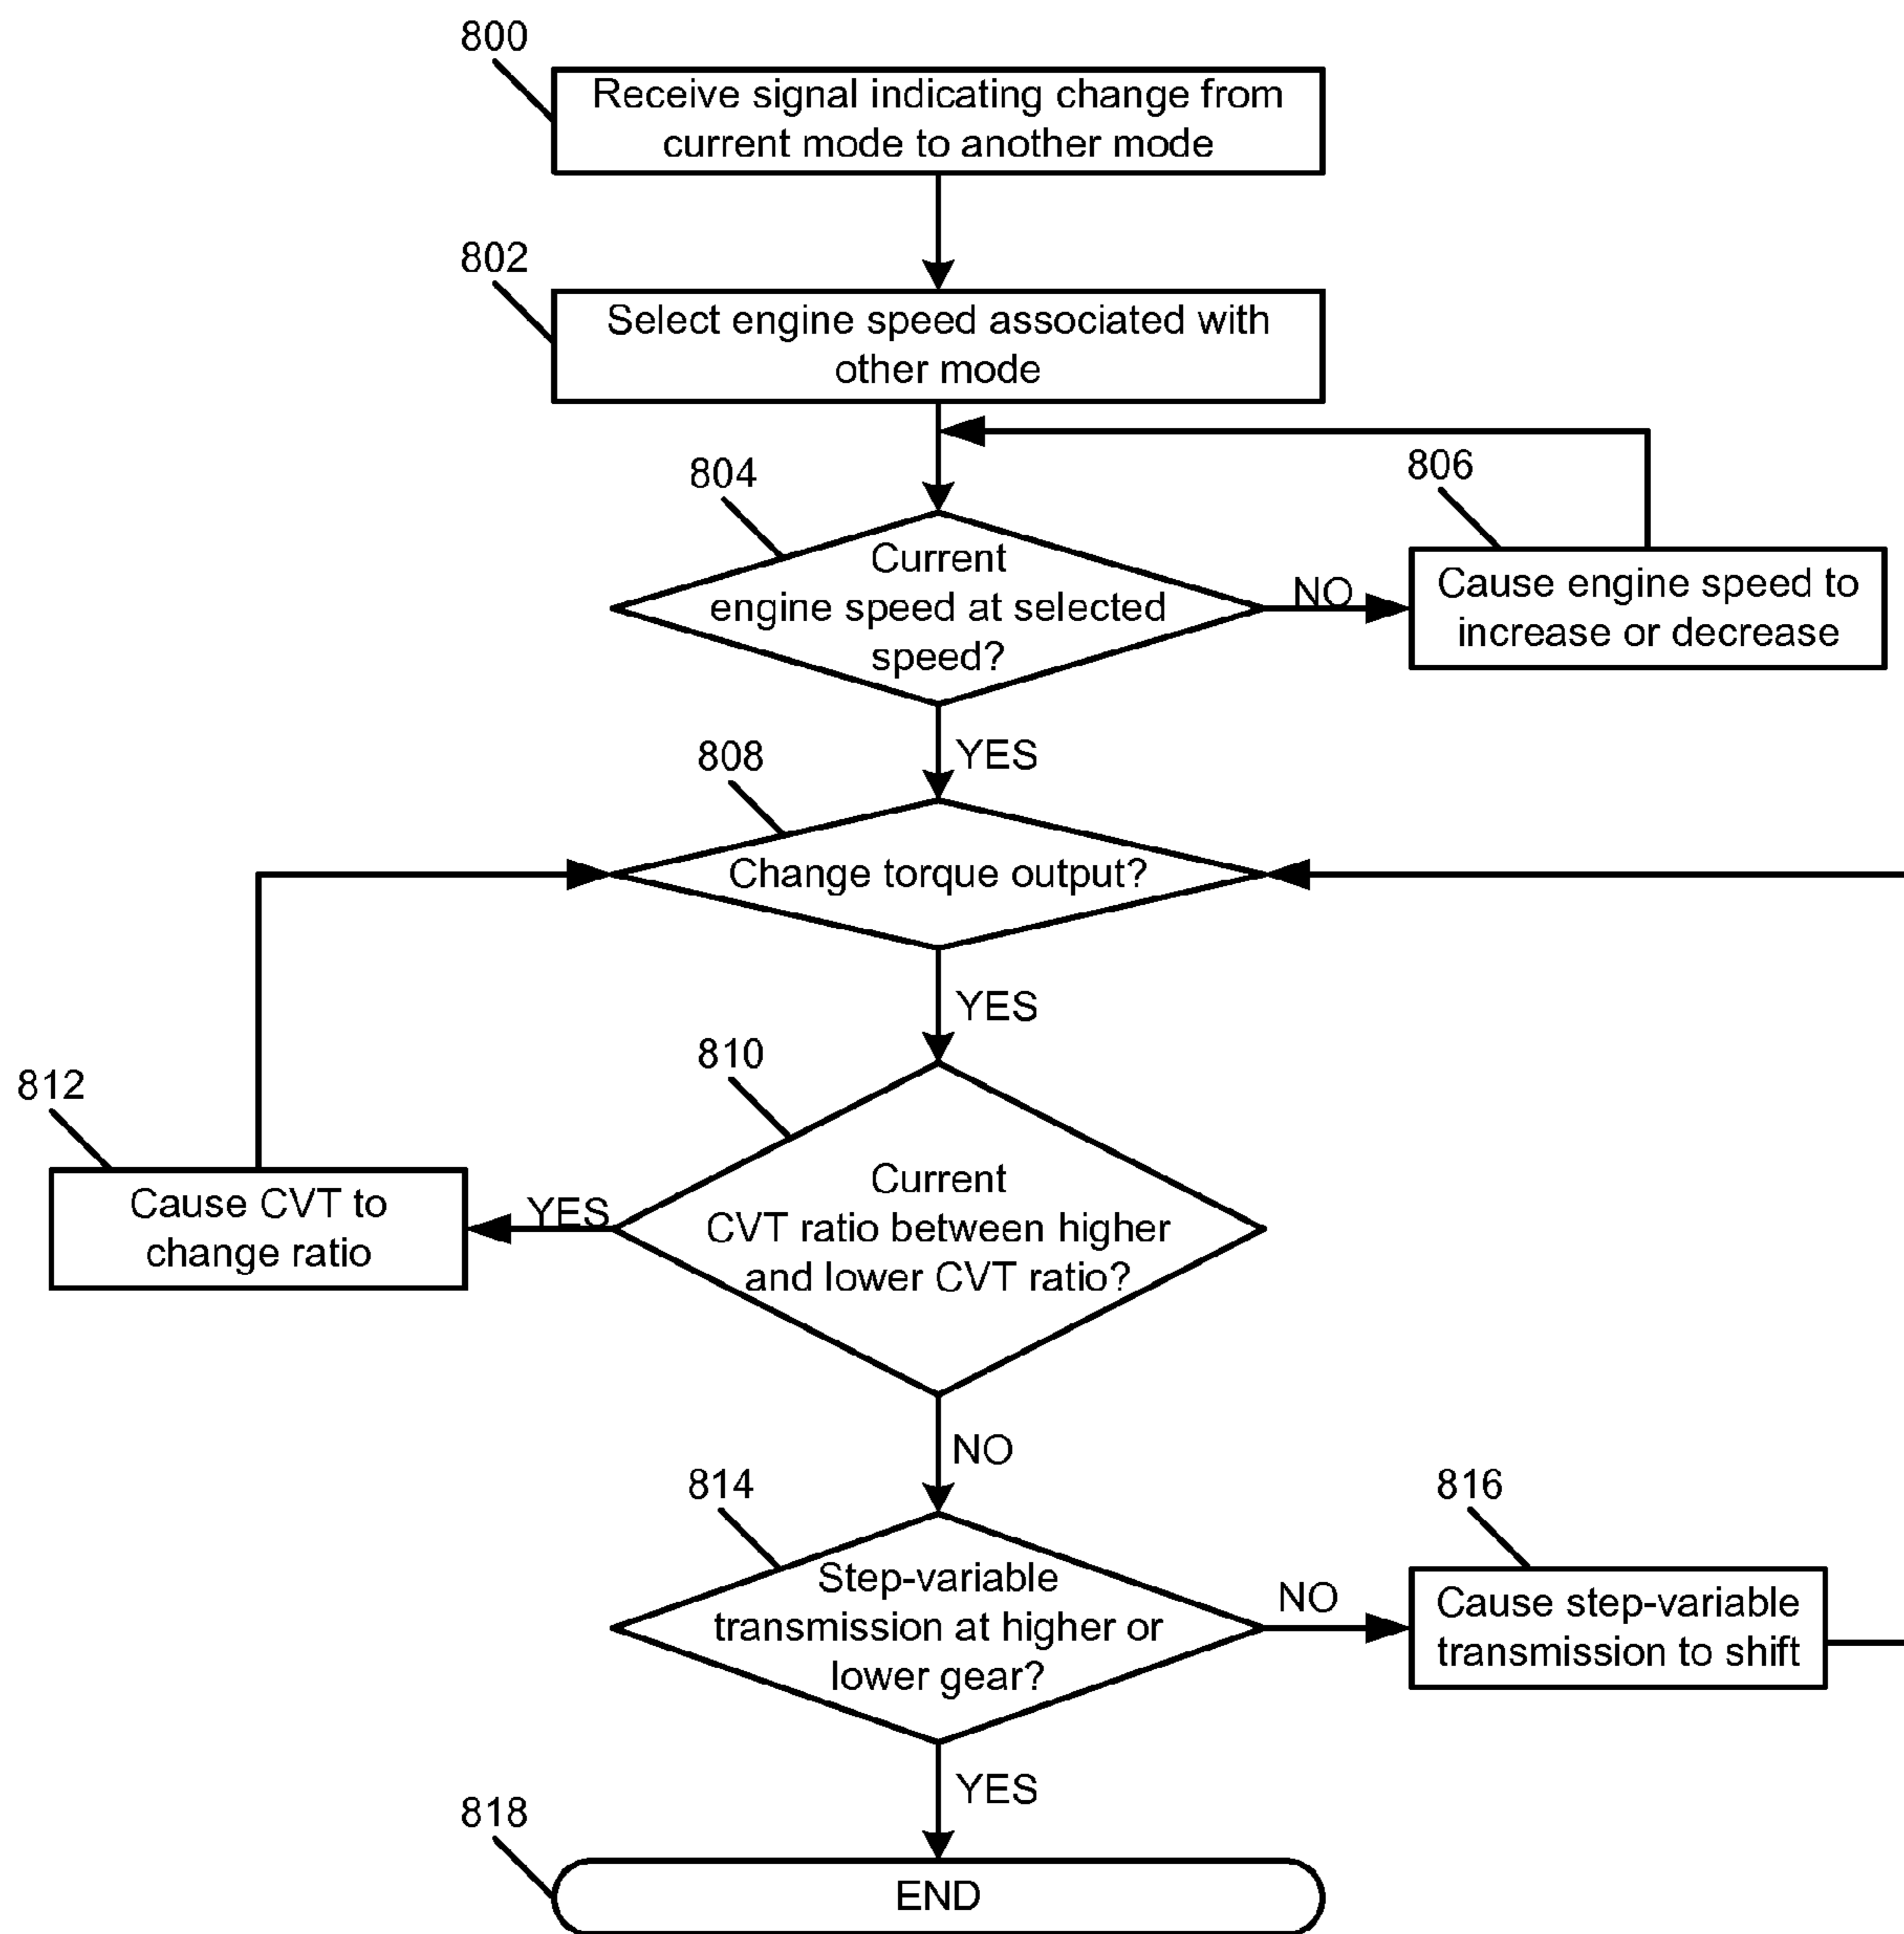 800
Receive signal indicating change from
current mode to another mode
802
Select engine speed associated with
other mode
804
Current
engine speed at selected
speed?
NO
806
Cause engine speed to
increase or decrease
YES
808
Change torque output?
YES
810
Current
CVT ratio between higher
and lower CVT ratio?
YES
812
Cause CVT to
change ratio
NO
814
Step-variable
transmission at higher or
lower gear?
NO
816
Cause step-variable
transmission to shift
YES
818
END